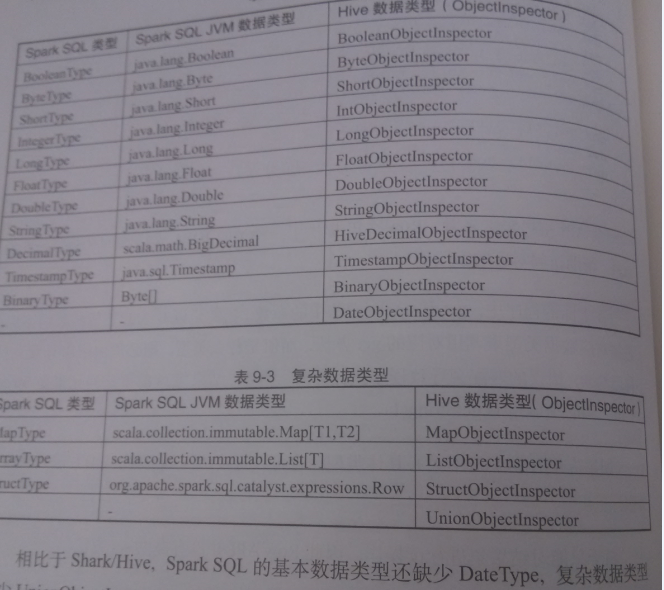 Spark SQL 类型 Spark SQL JVM 数据类型 Hive 数据类型（ObjectInspector）
BooleanType java.lang.Boolean BooleanObjectInspector
ByteType java.lang.Byte ByteObjectInspector
ShortType java.lang.Short ShortObjectInspector
IntegerType java.lang.Integer IntObjectInspector
LongType java.lang.Long LongObjectInspector
FloatType java.lang.Float FloatObjectInspector
DoubleType java.lang.Double DoubleObjectInspector
StringType java.lang.String StringObjectInspector
DecimalType scala.math.BigDecimal HiveDecimalObjectInspector
TimestampType java.sql.Timestamp TimestampObjectInspector
BinaryType Byte[] BinaryObjectInspector
- - DateObjectInspector
表 9-3 复杂数据类型
Spark SQL 类型 Spark SQL JVM 数据类型 Hive 数据类型（ObjectInspector）
MapType scala.collection.immutable.Map[T1,T2] MapObjectInspector
rrayType scala.collection.immutable.List[T] ListObjectInspector
ructType org.apache.spark.sql.catalyst.expressions.Row StructObjectInspector
- UnionObjectInspector
相比于 Shark/Hive，Spark SQL 的基本数据类型还缺少 DateType，复杂数据类型